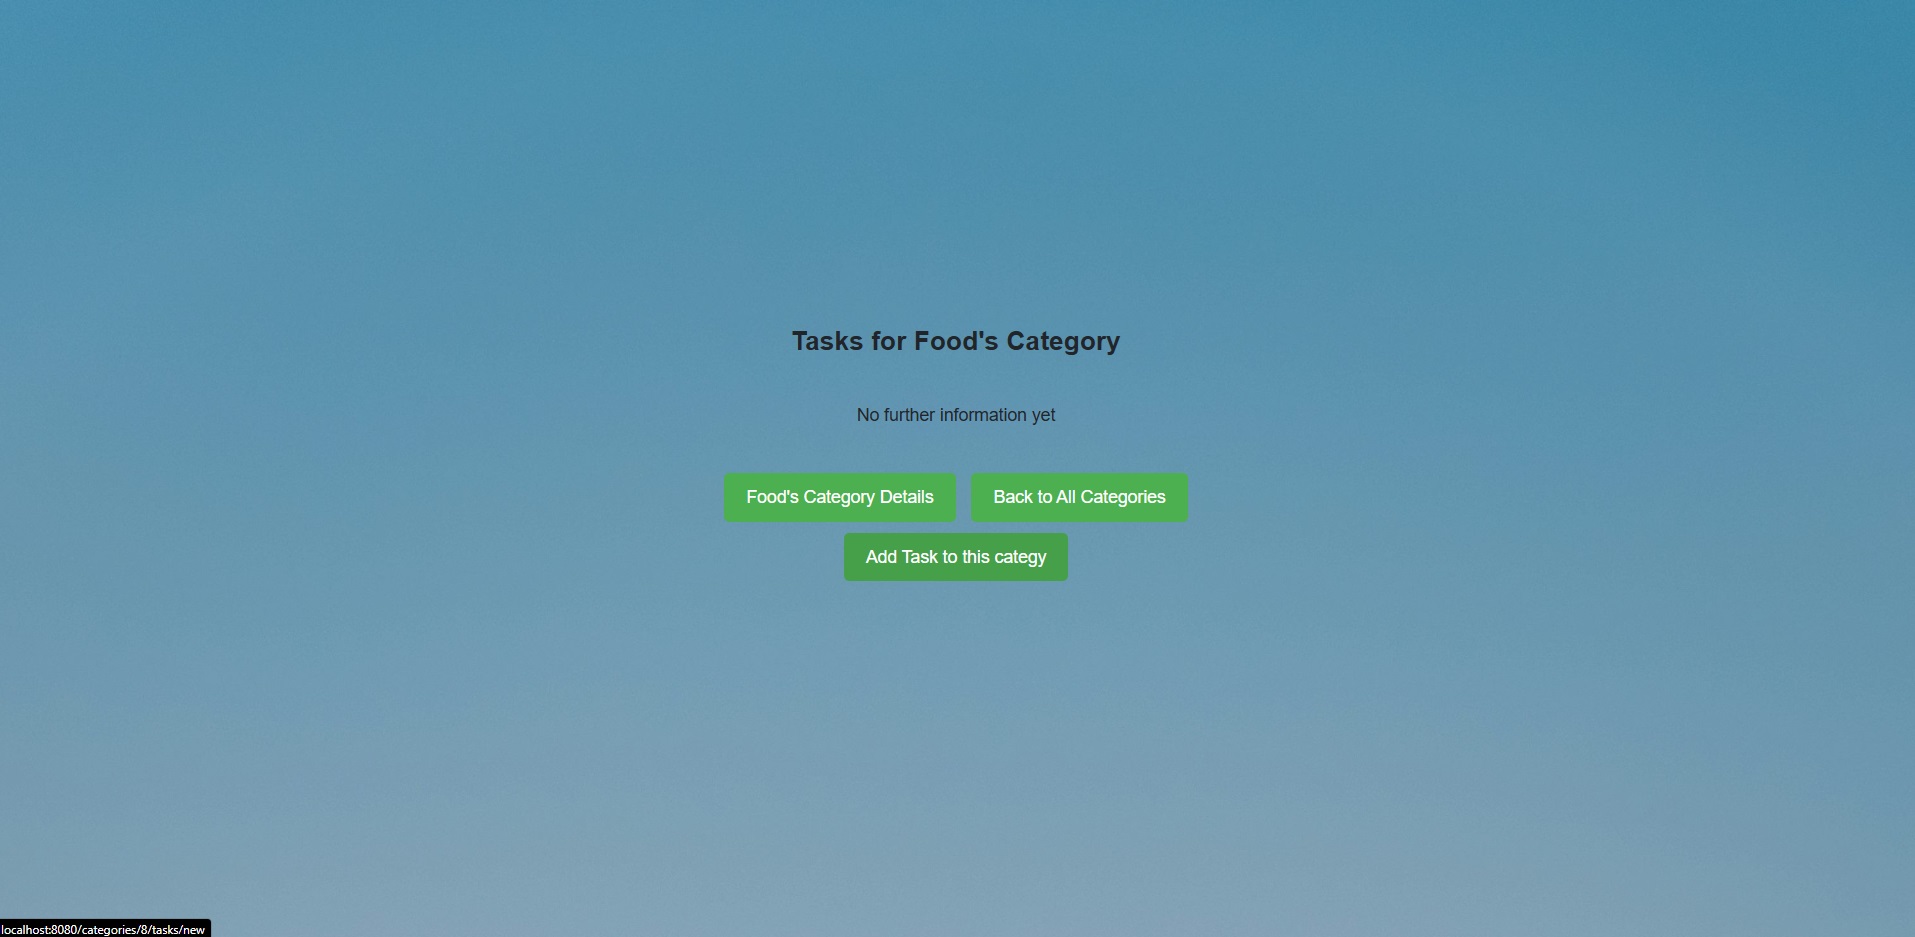 Tasks for Food's Category
No further information yet
Food's Category Details
Back to All Categories
Add Task to this categy
localhost:8080/categories/8/tasks/new